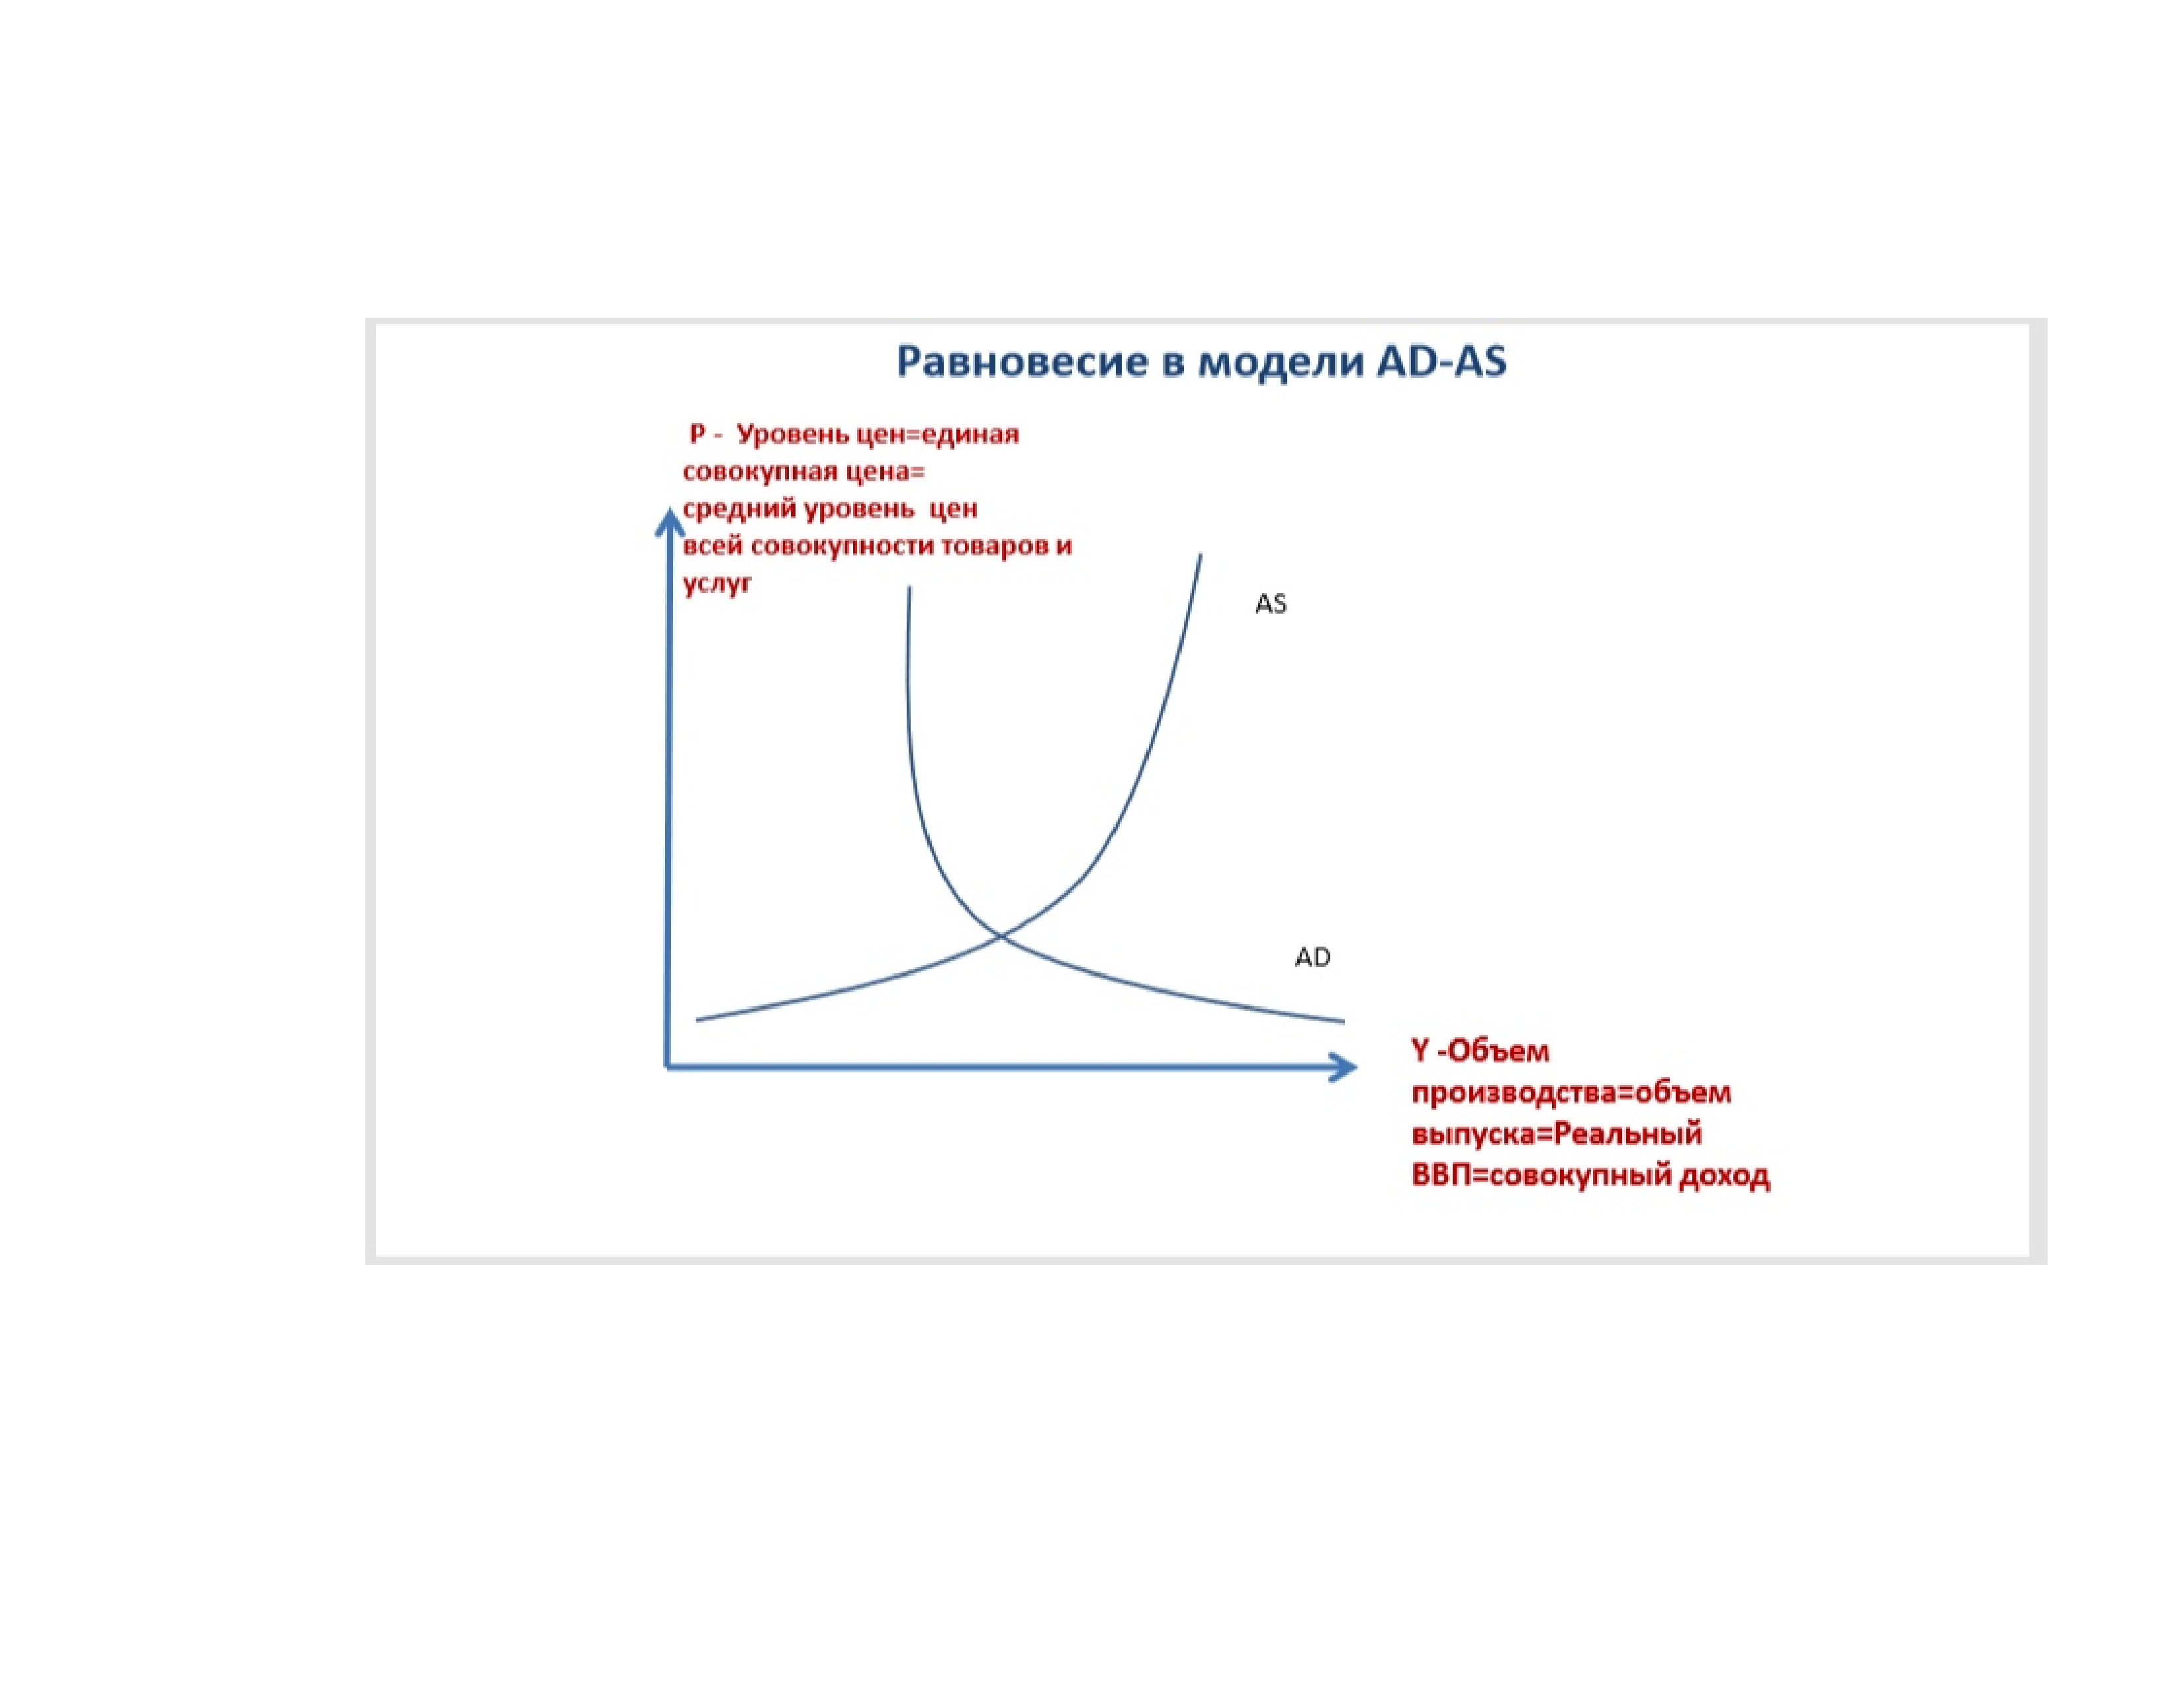 Равновесие в модели AD-AS
Р - Уровень цен=единая
совокупная цена=
средний уровень цен
всей совокупности товаров и
услуг
AS
AD
Y -Объем
производства=объем
выпуска=Реальный
ВВП=совокупный доход